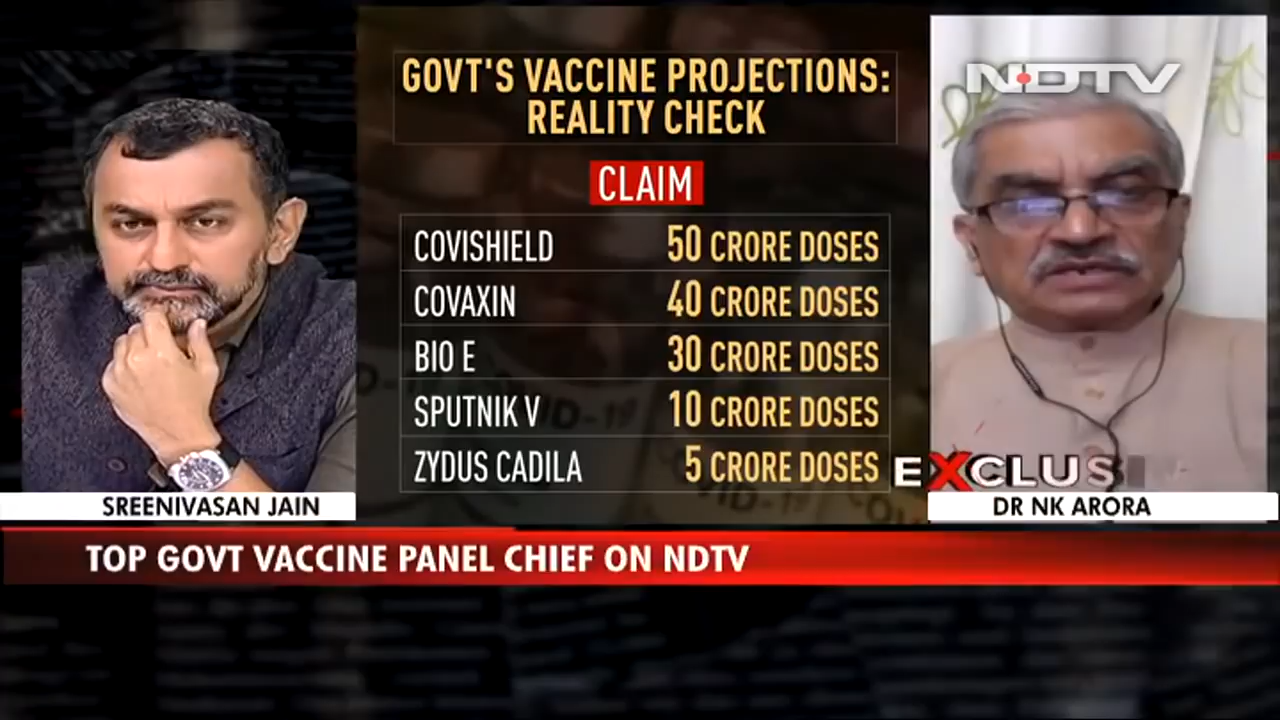 GOVT'S VACCINE PROJECTIONS:
REALITY CHECK
NDTV
CLAIM
COVISHIELD 50 CRORE DOSES
COVAXIN 40 CRORE DOSES
BIO E 30 CRORE DOSES
SPUTNIK V 10 CRORE DOSES
ZYDUS CADILA 5 CRORE DOSES
EXCLUSI
SREENIVASAN JAIN
DR NK ARORA
TOP GOVT VACCINE PANEL CHIEF ON NDTV